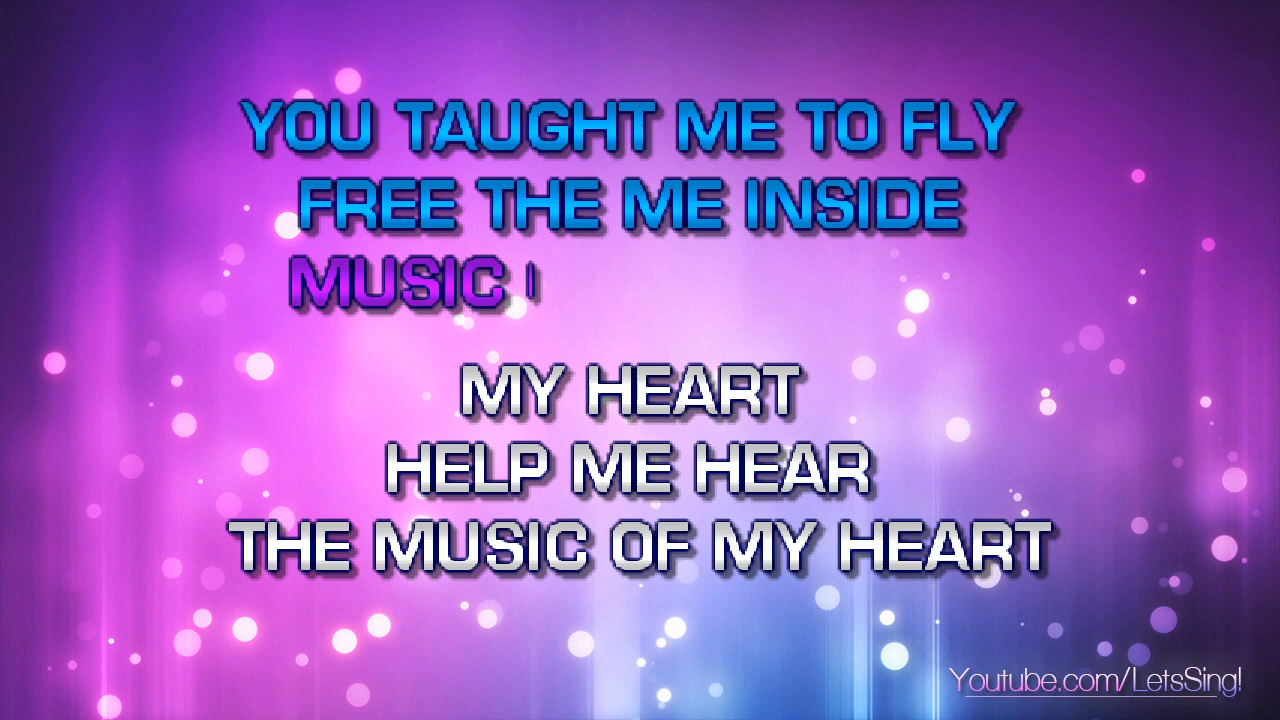 YOU TAUGHT ME TO FLY
FREE THE ME INSIDE
MUSIC
MY HEART
HELP ME HEAR
THE MUSIC OF MY HEART
Youtube.com/LetsSing!